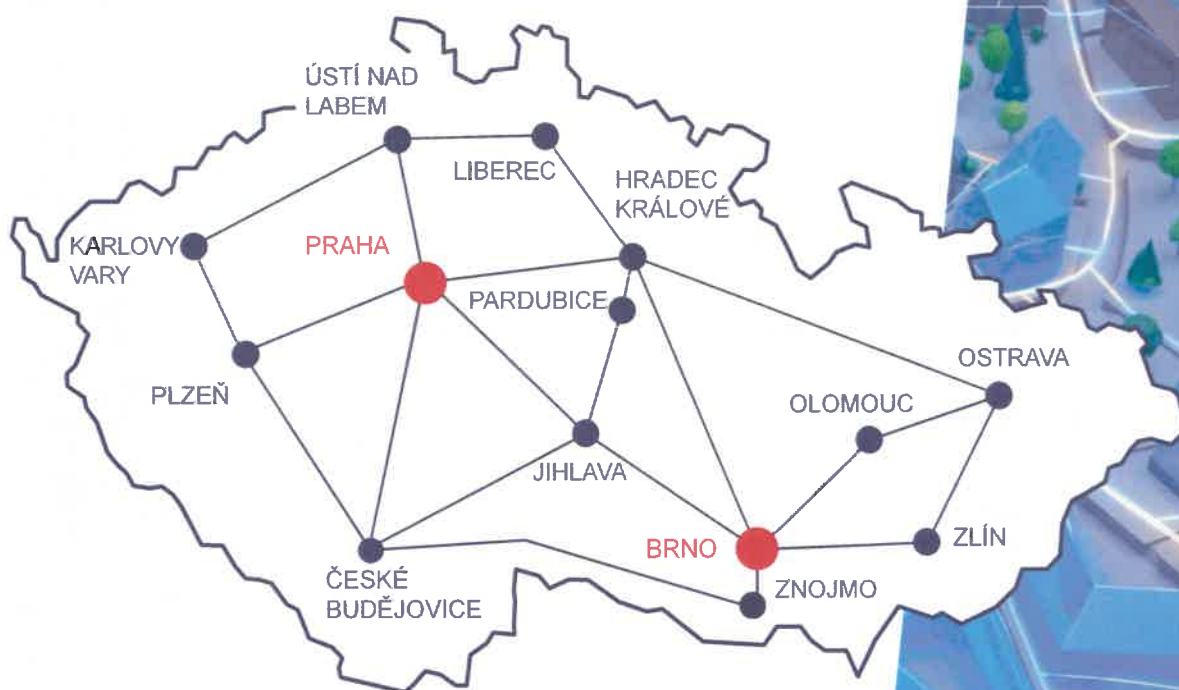 ÚSTÍ NAD
LABEM
LIBEREC
HRADEC
KRÁLOVÉ
KARLOVY
VARY
PRAHA
PARDUBICE
PLZEŇ
OSTRAVA
OLOMOUC
JIHLAVA
BRNO
ZLÍN
ČESKÉ
BUDĚJOVICE
ZNOJMO